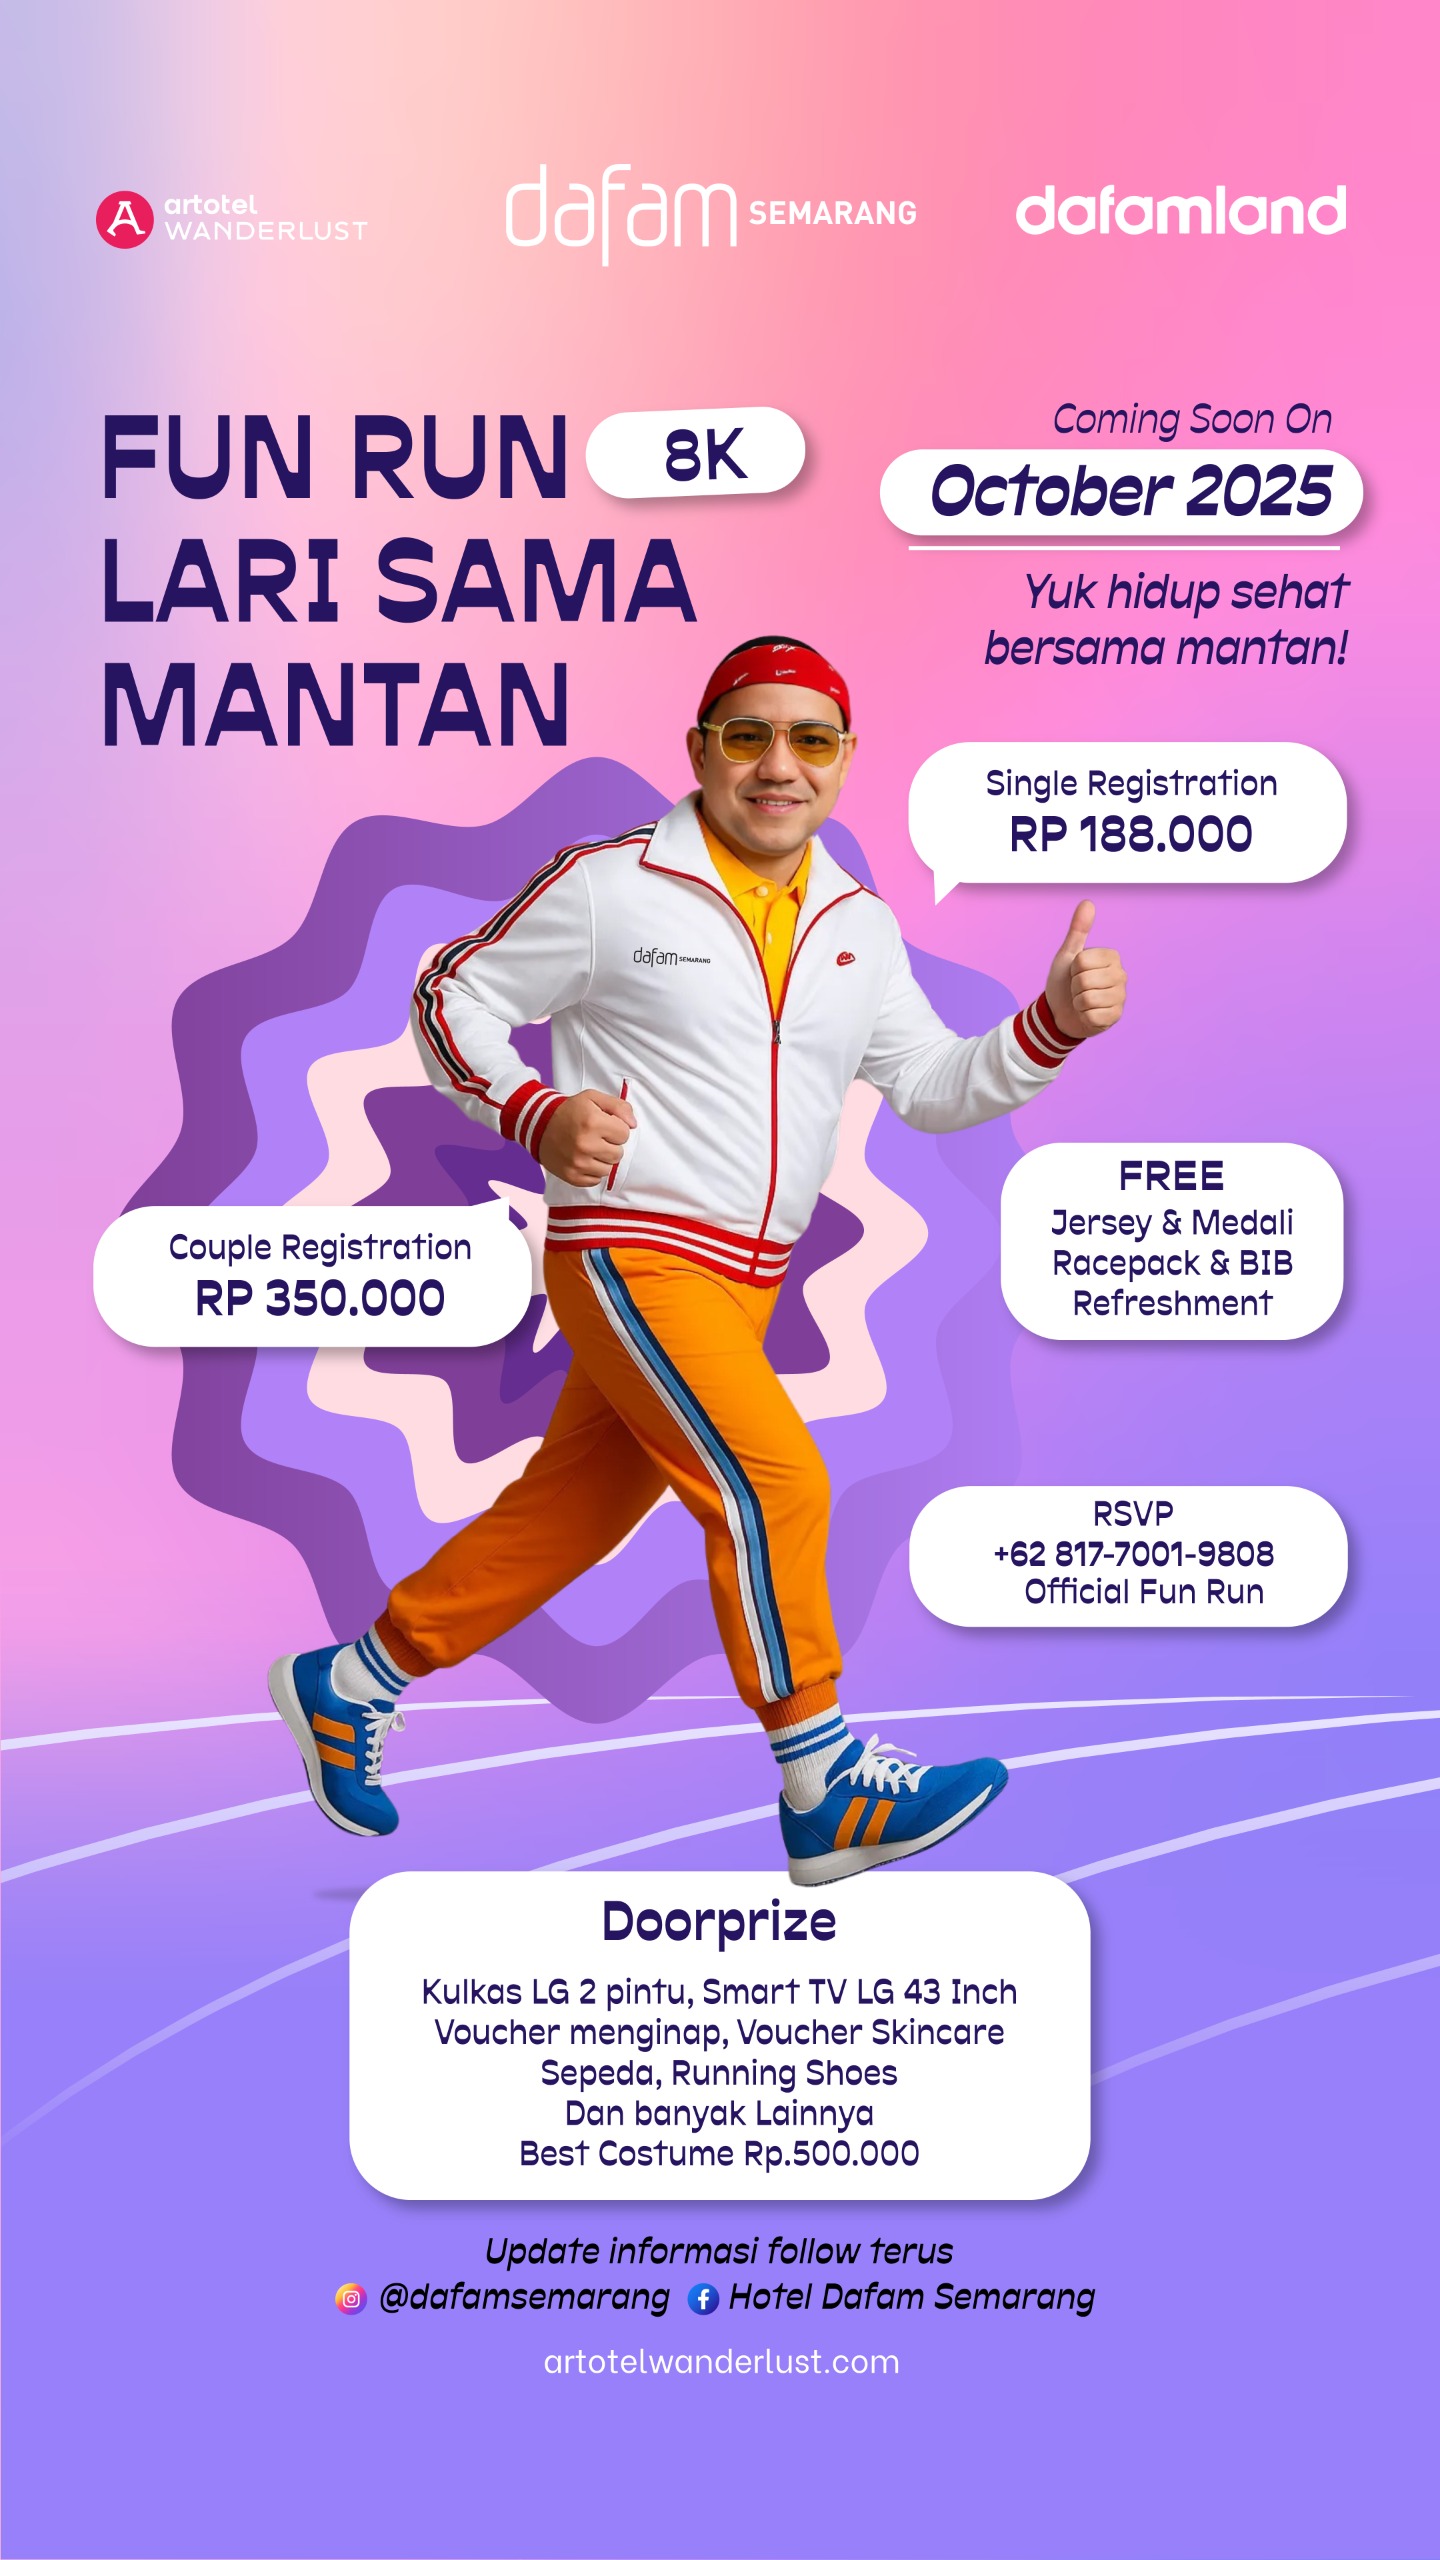 artotel
WANDERLUST
dafam SEMARANG
dafamland
FUN RUN 8K
LARI SAMA
MANTAN
Coming Soon On
October 2025
Yuk hidup sehat
bersama mantan!
Single Registration
RP 188.000
dafam SEMARANG
Couple Registration
RP 350.000
FREE
Jersey & Medali
Racepack & BIB
Refreshment
RSVP
+62 817-7001-9808
Official Fun Run
Doorprize
Kulkas LG 2 pintu, Smart TV LG 43 Inch
Voucher menginap, Voucher Skincare
Sepeda, Running Shoes
Dan banyak Lainnya
Best Costume Rp.500.000
Update informasi follow terus
@dafamsemarang Hotel Dafam Semarang
artotelwanderlust.com